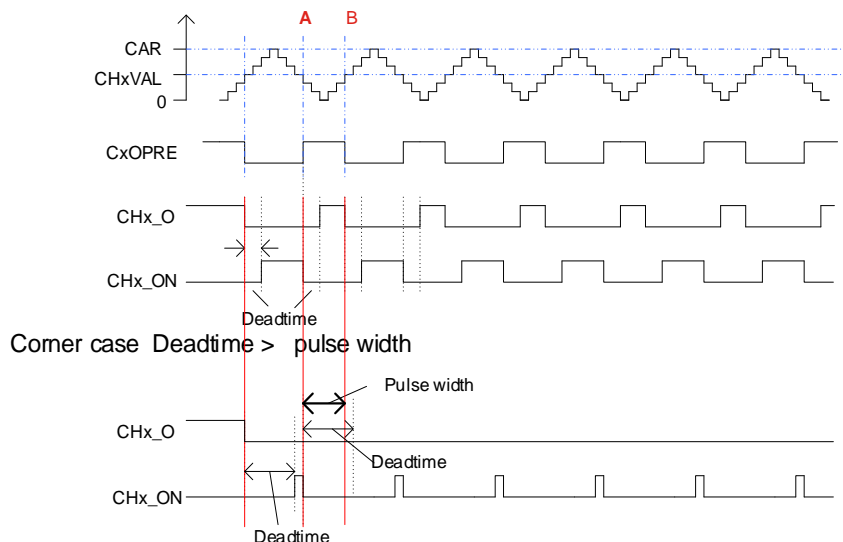 A B
CAR
CHxVAL
0
CxOPRE
CHx_O
CHx_ON
Deadtime
Corner case Deadtime > pulse width
Pulse width
CHx_O
Deadtime
CHx_ON
Deadtime